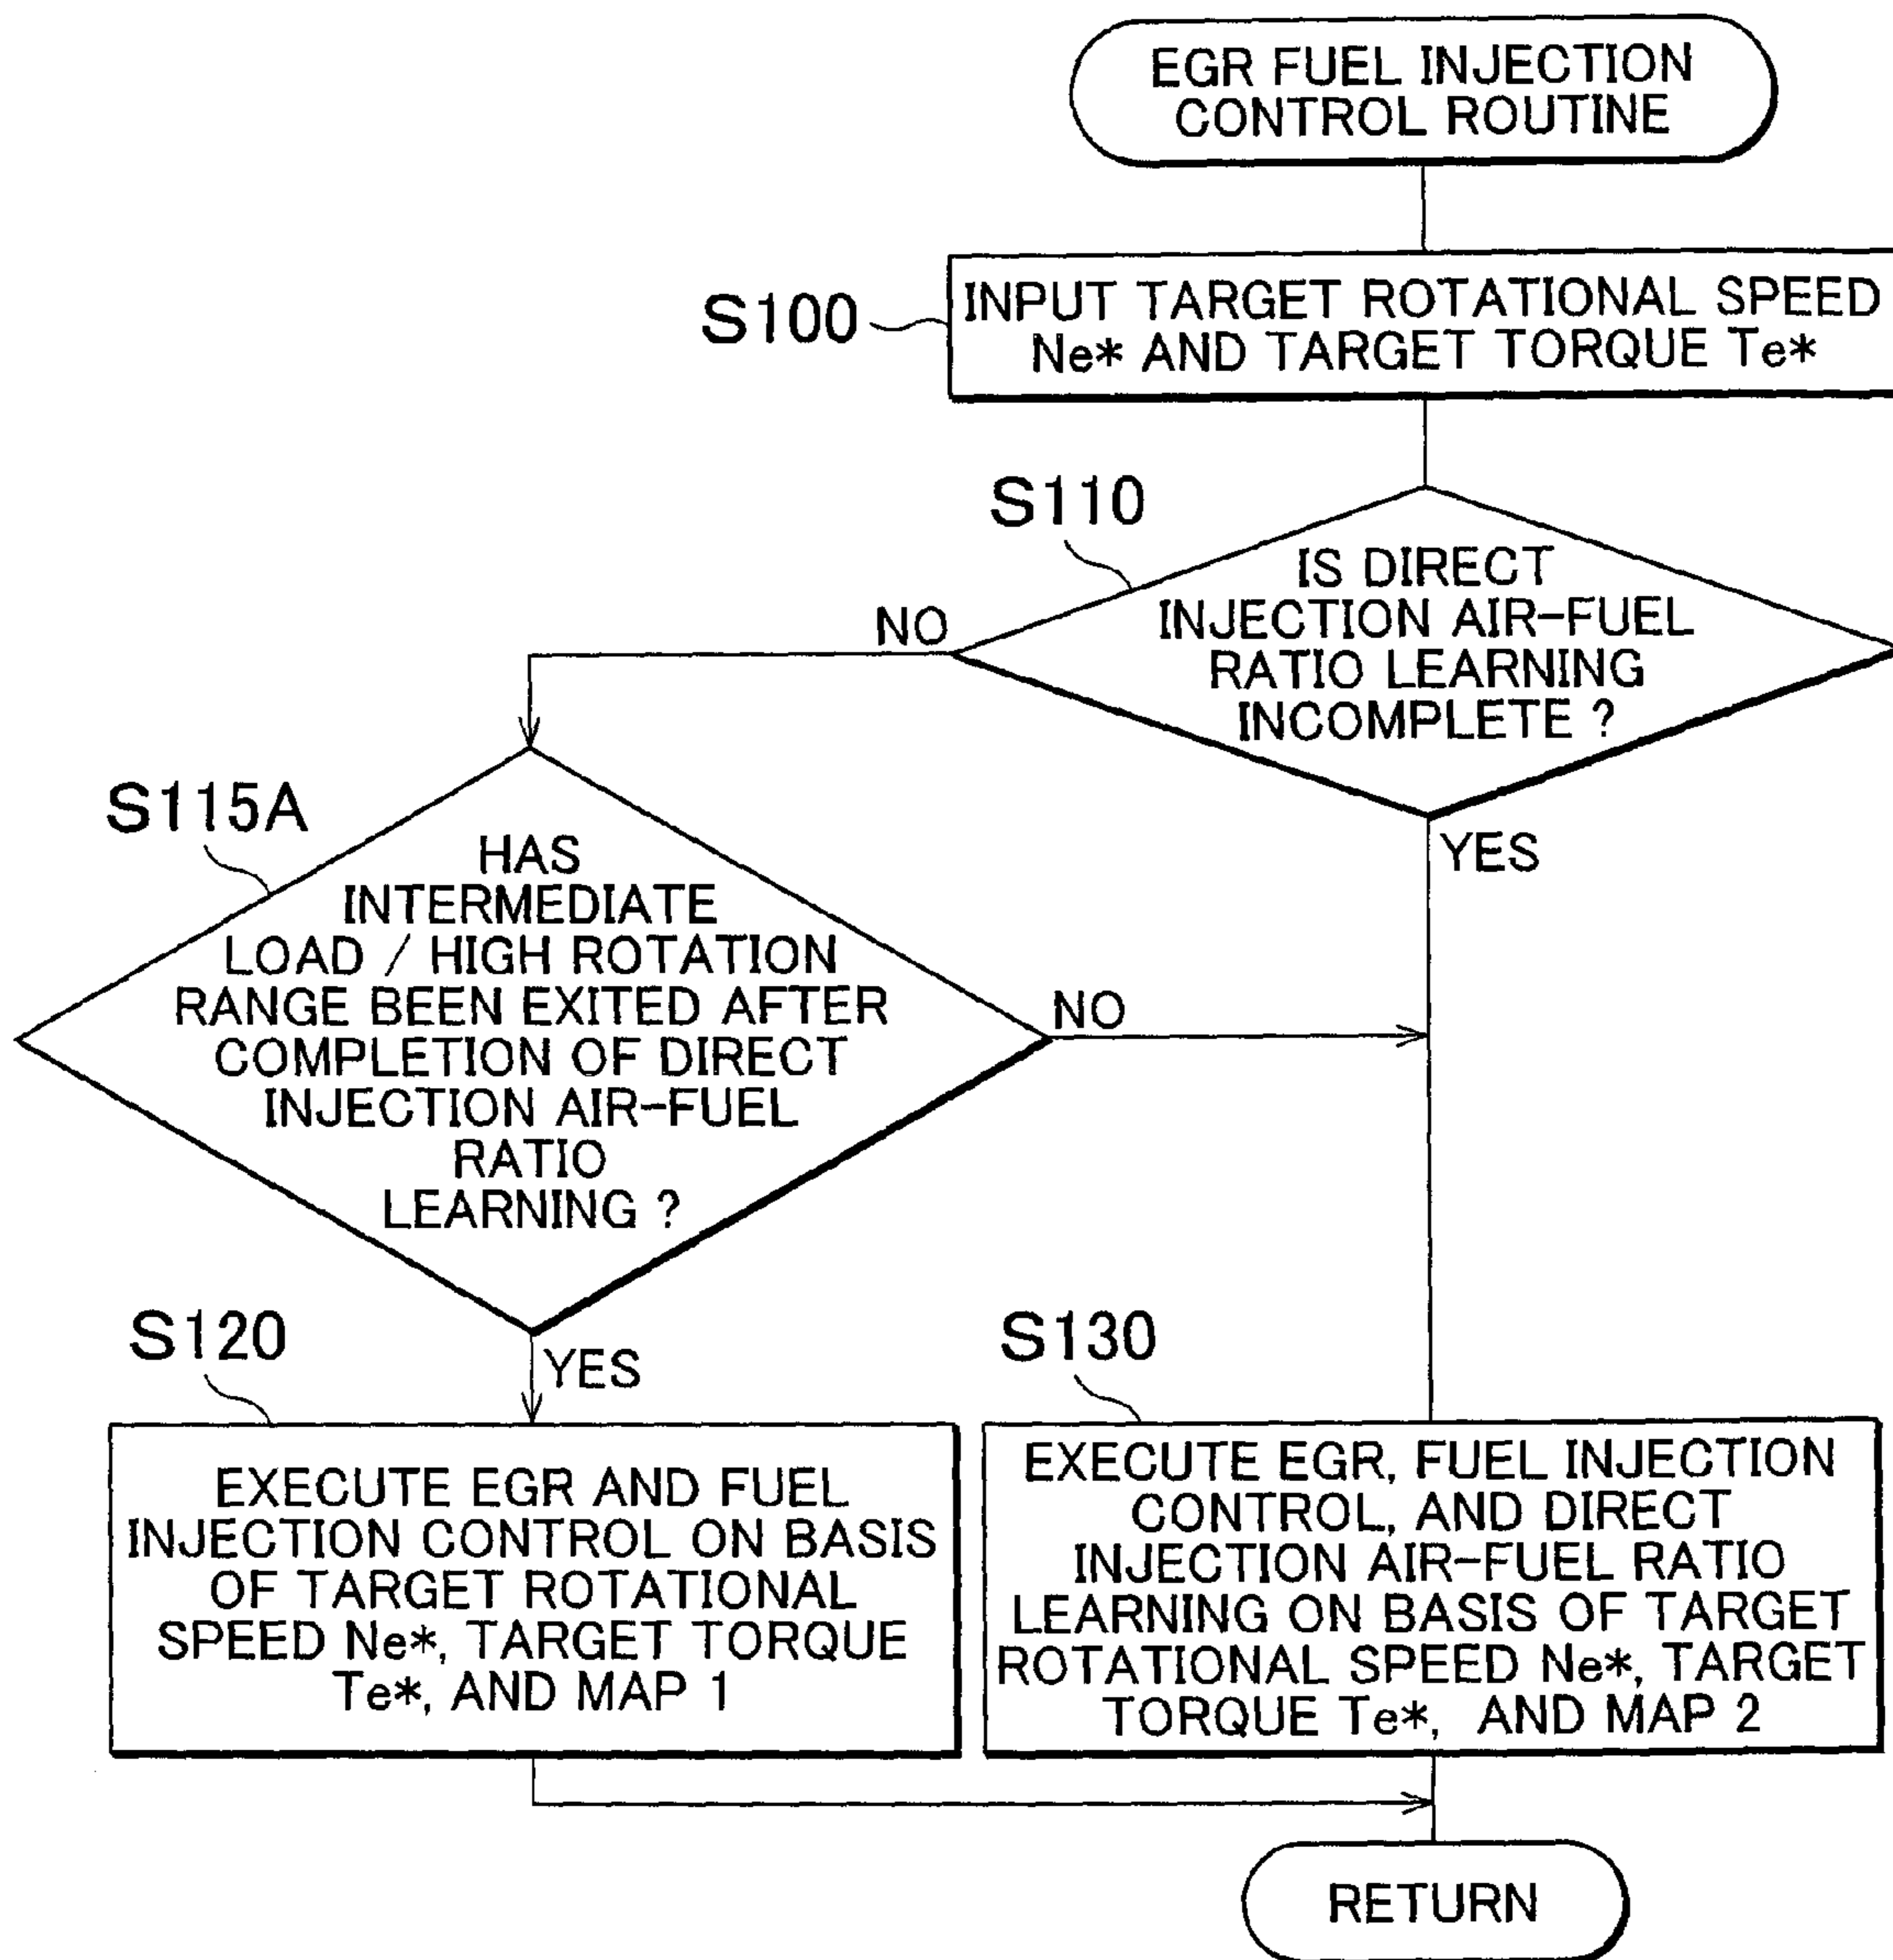 EGR FUEL INJECTION
CONTROL ROUTINE
S100
INPUT TARGET ROTATIONAL SPEED
Ne* AND TARGET TORQUE Te*
S110
IS DIRECT
INJECTION AIR-FUEL
RATIO LEARNING
INCOMPLETE ?
NO
YES
S115A
HAS
INTERMEDIATE
LOAD / HIGH ROTATION
RANGE BEEN EXITED AFTER
COMPLETION OF DIRECT
INJECTION AIR-FUEL
RATIO
LEARNING ?
NO
YES
S120
EXECUTE EGR AND FUEL
INJECTION CONTROL ON BASIS
OF TARGET ROTATIONAL
SPEED Ne*, TARGET TORQUE
Te*, AND MAP 1
S130
EXECUTE EGR, FUEL INJECTION
CONTROL, AND DIRECT
INJECTION AIR-FUEL RATIO
LEARNING ON BASIS OF TARGET
ROTATIONAL SPEED Ne*, TARGET
TORQUE Te*, AND MAP 2
RETURN